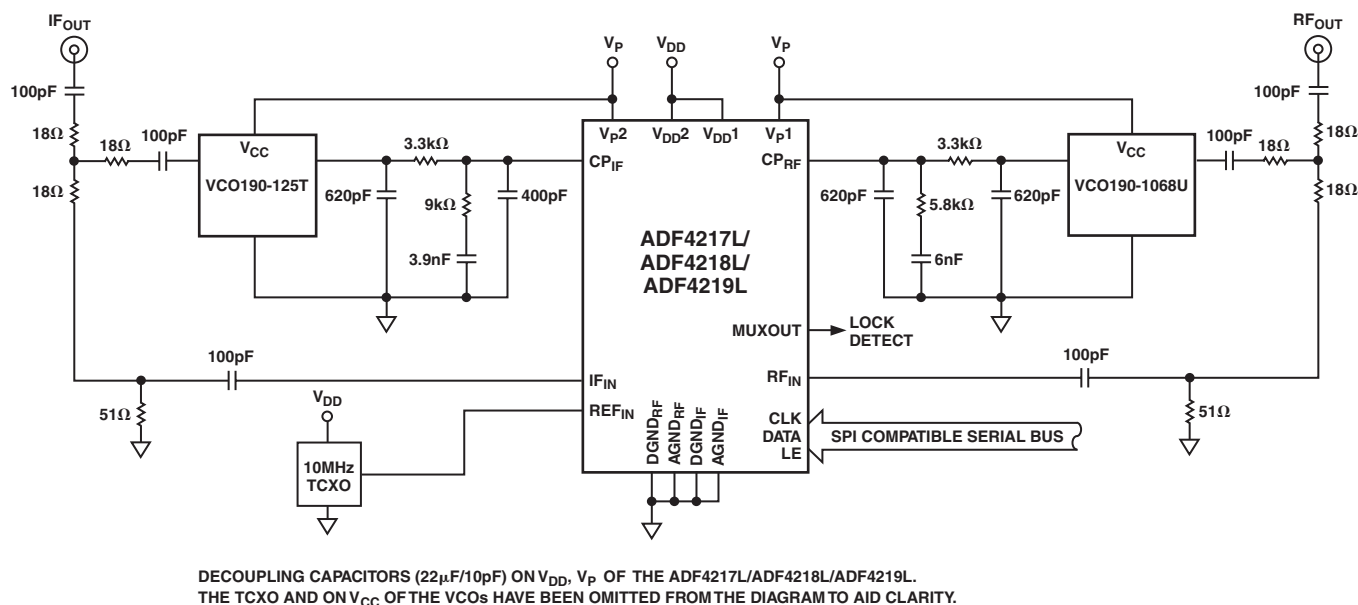 IFOUT
RFOUT
VP
VDD
VP
100pF
100pF
18Ω
18Ω
100pF
18Ω
18Ω
VCC
VCO190-125T
3.3kΩ
620pF
9kΩ
3.9nF
400pF
VP2
VDD2
VDD1
VP1
CPIF
CPRF
ADF4217L/
ADF4218L/
ADF4219L
3.3kΩ
620pF
5.8kΩ
6nF
620pF
VCC
VCO190-1068U
100pF
18Ω
18Ω
MUXOUT
LOCK
DETECT
100pF
100pF
IFIN
RFIN
51Ω
51Ω
VDD
REFIN
10MHz
TCXO
DGNDRF
AGNDRF
DGNDIF
AGNDIF
CLK
DATA
LE
SPI COMPATIBLE SERIAL BUS
DECOUPLING CAPACITORS (22μF/10pF) ON VDD, VP OF THE ADF4217L/ADF4218L/ADF4219L.
THE TCXO AND ON VCC OF THE VCOs HAVE BEEN OMITTED FROM THE DIAGRAM TO AID CLARITY.